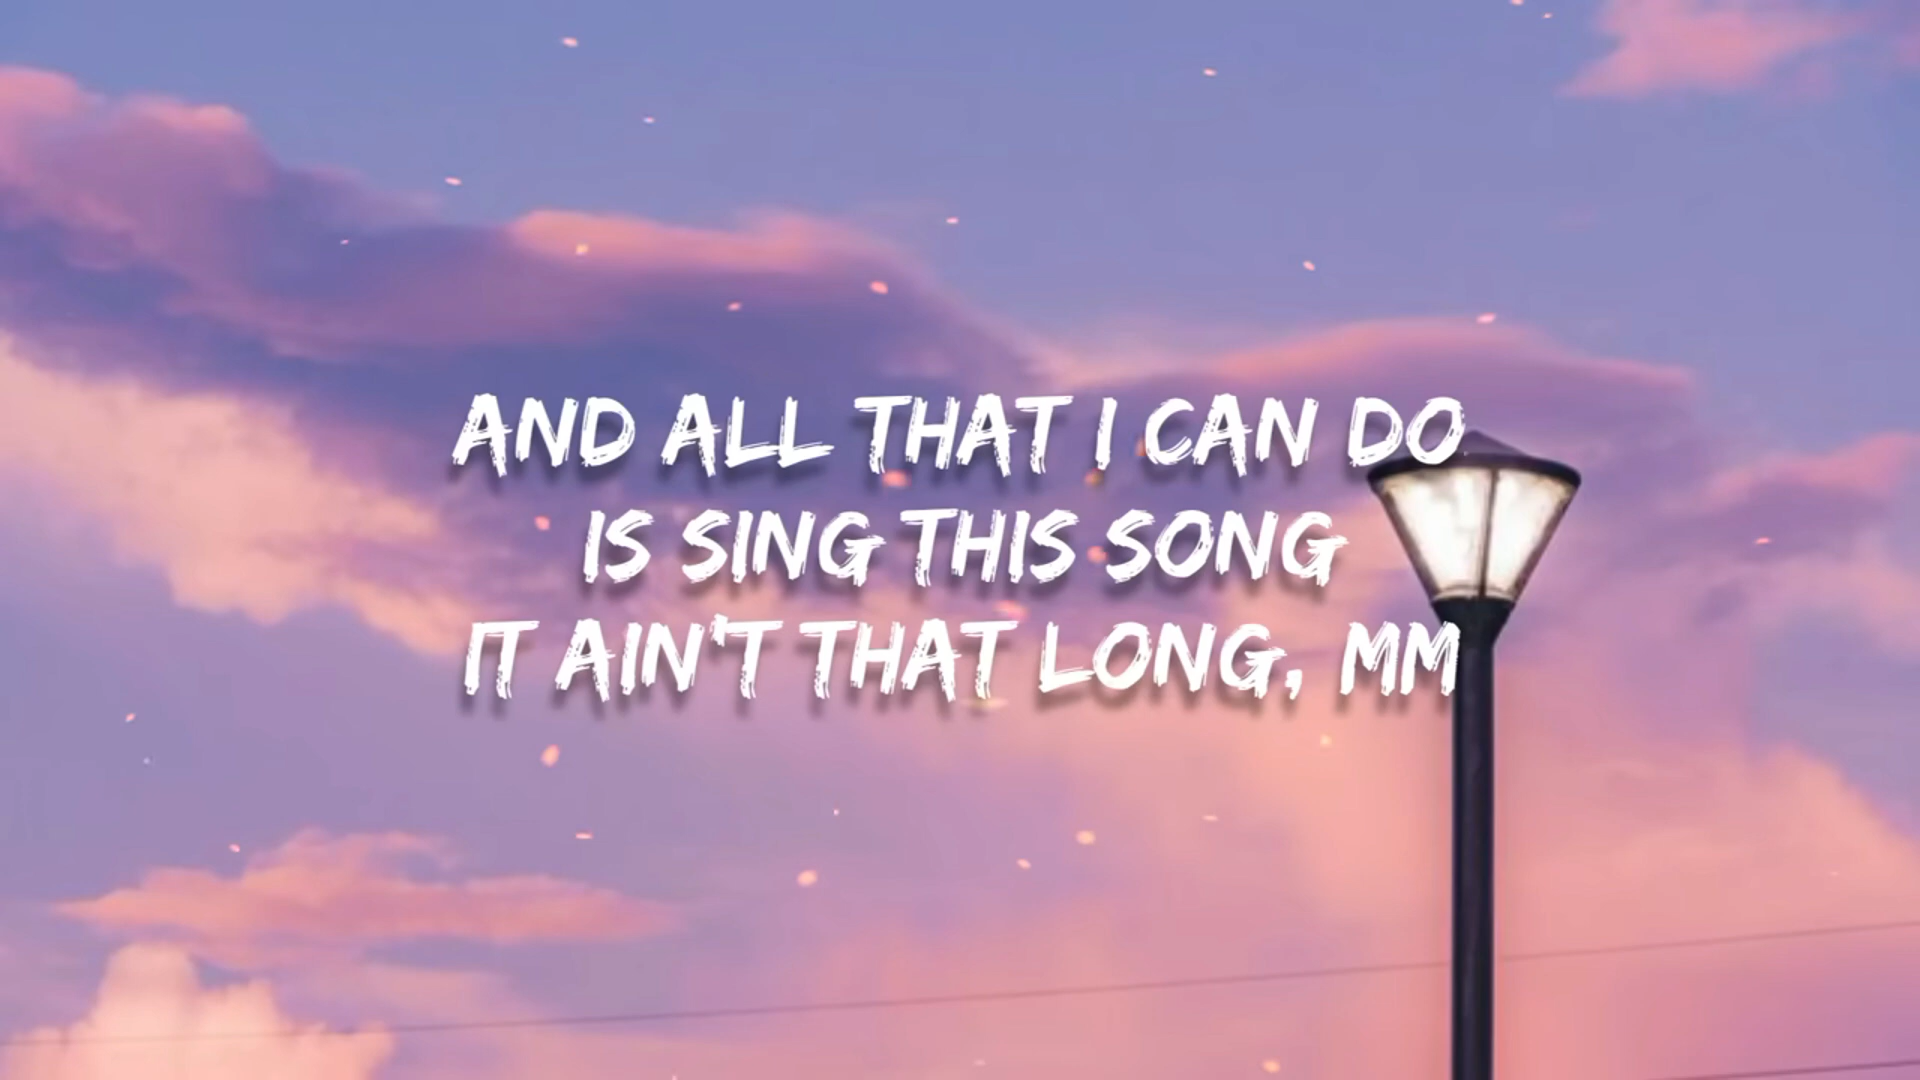 AND ALL THAT I CAN DO
IS SING THIS SONG
IT AIN'T THAT LONG, MM